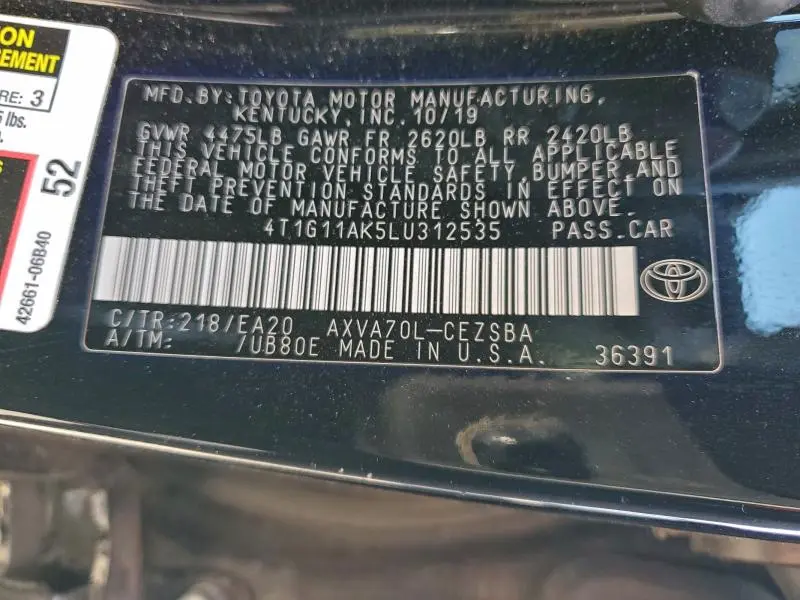 ON
CEMENT
RE: 3
lbs.
52
42661-06B40
MFD.BY:TOYOTA MOTOR MANUFACTURING,
KENTUCKY,INC.10/19
GVWR 4475LB GAWR FR 2620LB RR 2420LB
THIS VEHICLE CONFORMS TO ALL APPLICABLE
FEDERAL MOTOR VEHICLE SAFETY,BUMPER,AND
THEFT PREVENTION STANDARDS IN EFFECT ON
THE DATE OF MANUFACTURE SHOWN ABOVE.
4T1G11AK5LU312535 PASS.CAR
C/TR:218/EA20 AXVA70L-CEZSBA
A/TM: /UB80E MADE IN U.S.A. 36391